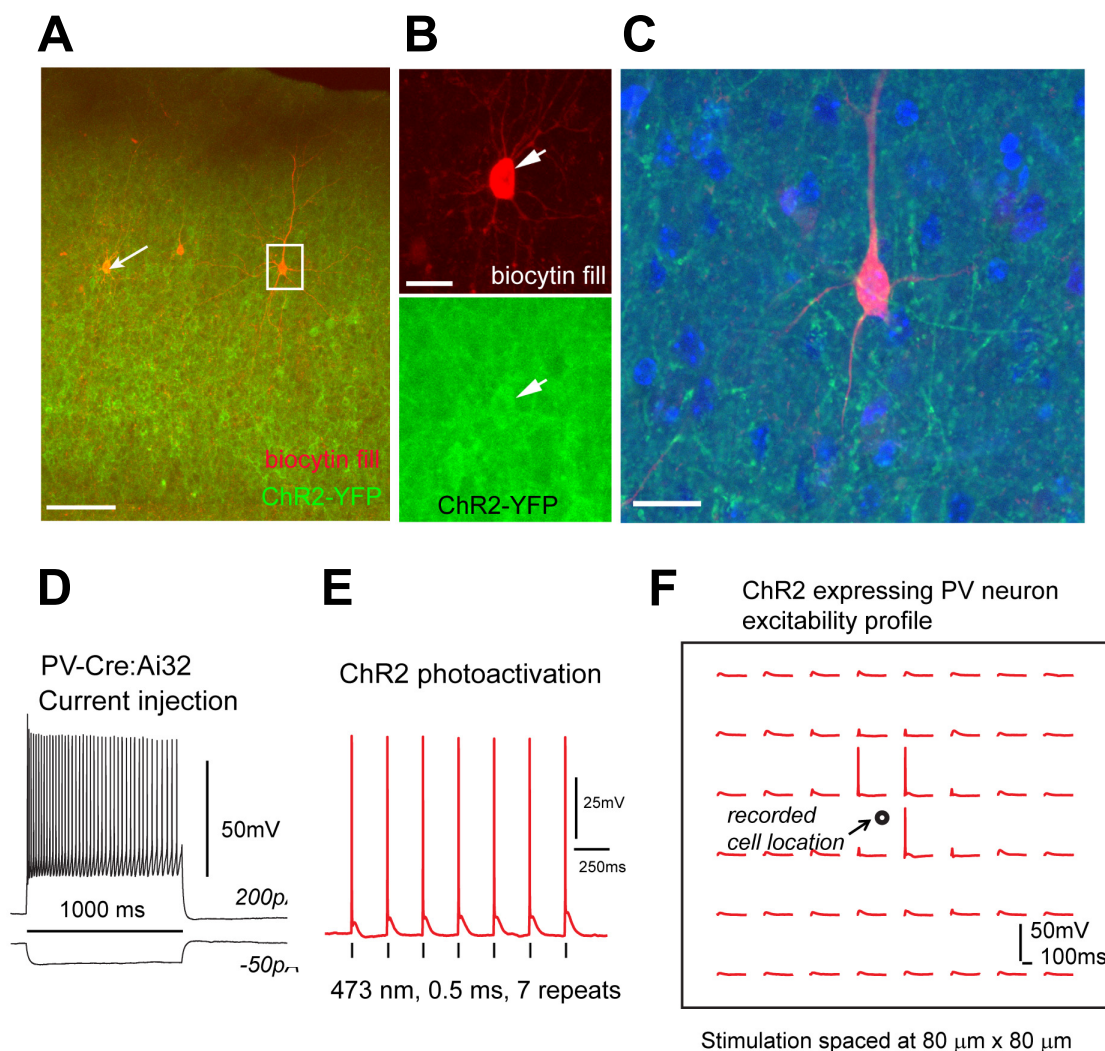 A
B
C
biocytin fill
ChR2-YFP
biocytin fill
ChR2-YFP
D
PV-Cre:Ai32
Current injection
50mV
200p
1000 ms
-50p
E
ChR2 photoactivation
25mV
250ms
473 nm, 0.5 ms, 7 repeats
F
ChR2 expressing PV neuron
excitability profile
recorded
cell location
50mV
100ms
Stimulation spaced at 80 μm x 80 μm